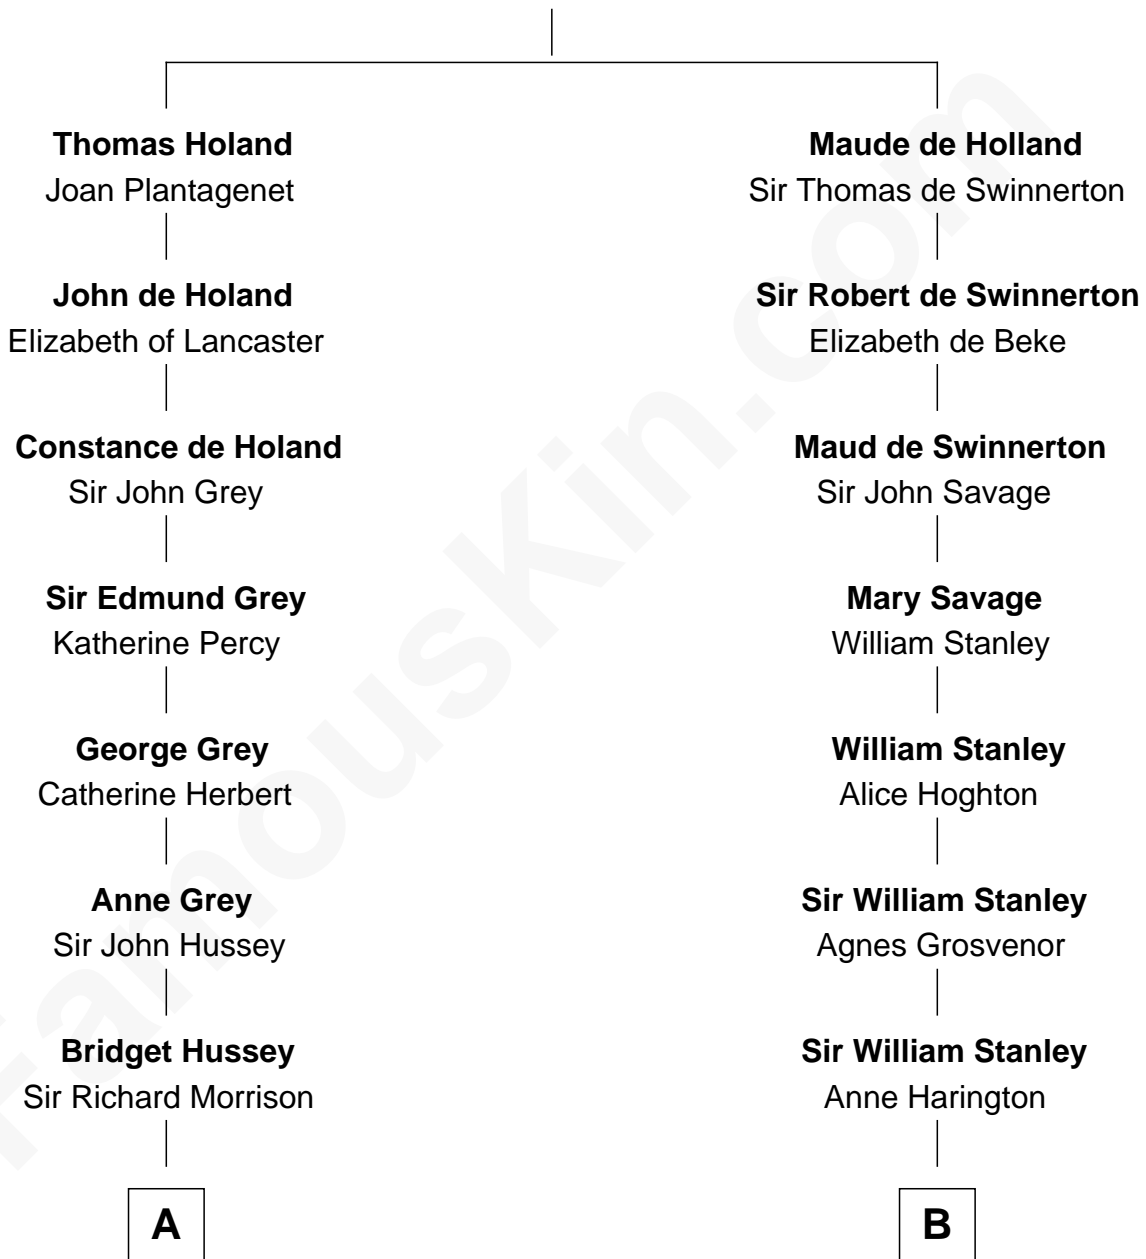 Thomas Holand
Joan Plantagenet
John de Holand
Elizabeth of Lancaster
Constance de Holand
Sir John Grey
Sir Edmund Grey
Katherine Percy
George Grey
Catherine Herbert
Anne Grey
Sir John Hussey
Bridget Hussey
Sir Richard Morrison
A
Maude de Holland
Sir Thomas de Swinnerton
Sir Robert de Swinnerton
Elizabeth de Beke
Maud de Swinnerton
Sir John Savage
Mary Savage
William Stanley
William Stanley
Alice Hoghton
Sir William Stanley
Agnes Grosvenor
Sir William Stanley
Anne Harington
B
FamousKin.com